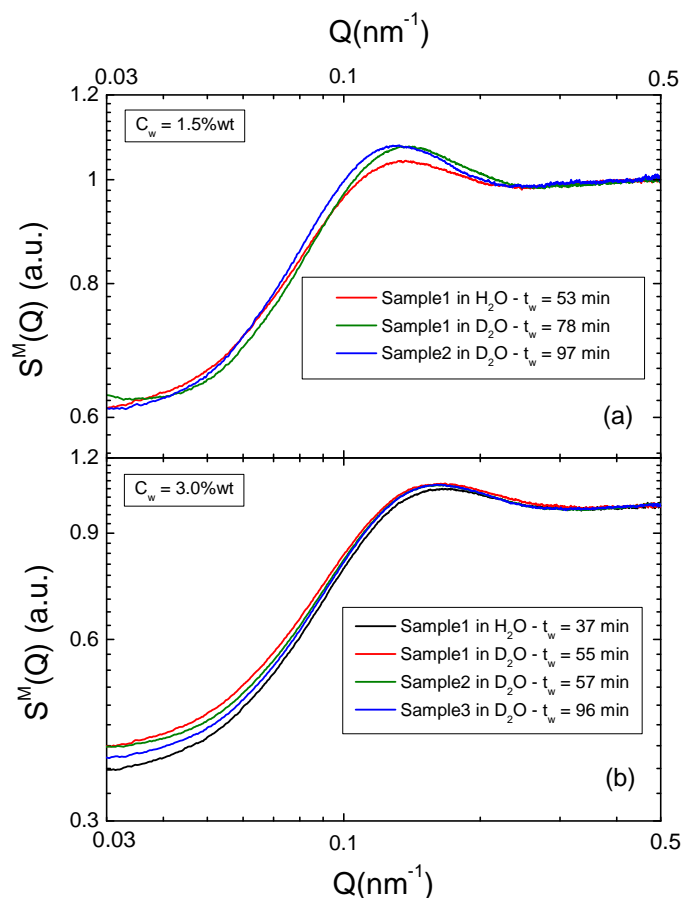 Q(nm⁻¹)
0.03 0.1 0.5
1.2
C_w = 1.5%wt
1
0.8
S^M(Q) (a.u.)
Sample1 in H₂O - t_w = 53 min
Sample1 in D₂O - t_w = 78 min
Sample2 in D₂O - t_w = 97 min
0.6
(a)
1.2
C_w = 3.0%wt
0.9
0.6
S^M(Q) (a.u.)
Sample1 in H₂O - t_w = 37 min
Sample1 in D₂O - t_w = 55 min
Sample2 in D₂O - t_w = 57 min
Sample3 in D₂O - t_w = 96 min
(b)
0.3
0.03 0.1 0.5
Q(nm⁻¹)